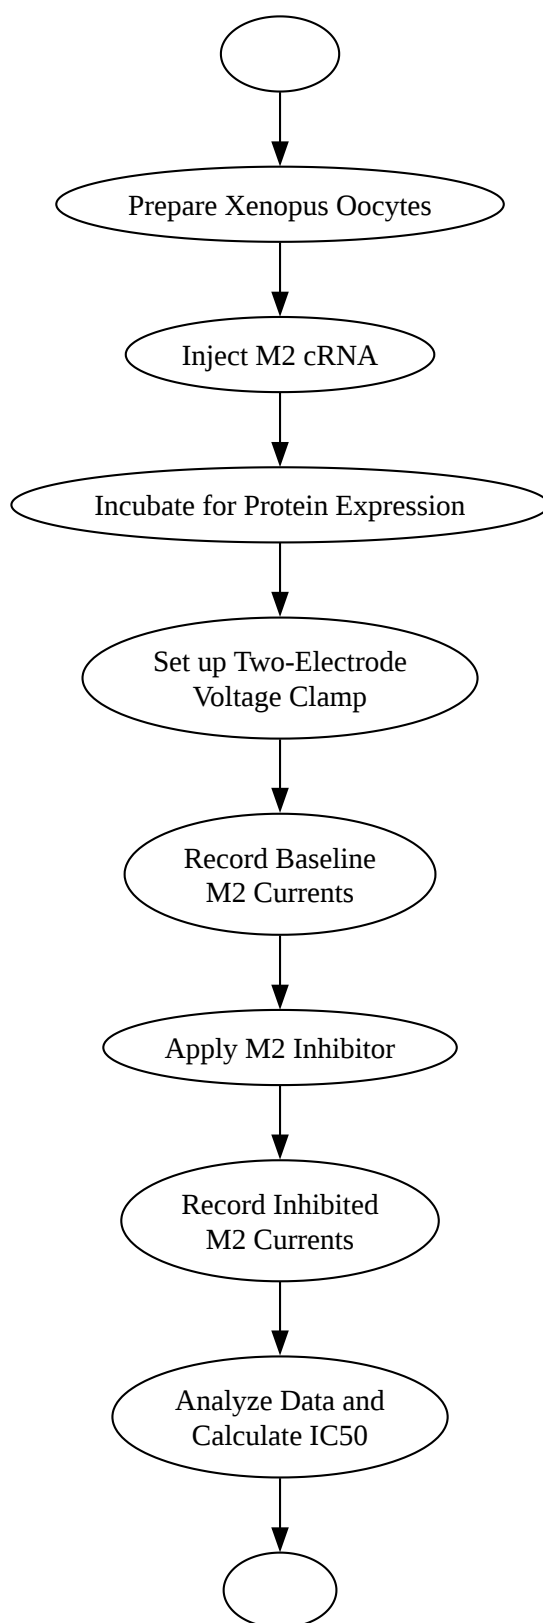 Prepare Xenopus Oocytes
Inject M2 cRNA
Incubate for Protein Expression
Set up Two-Electrode
Voltage Clamp
Record Baseline
M2 Currents
Apply M2 Inhibitor
Record Inhibited
M2 Currents
Analyze Data and
Calculate IC50